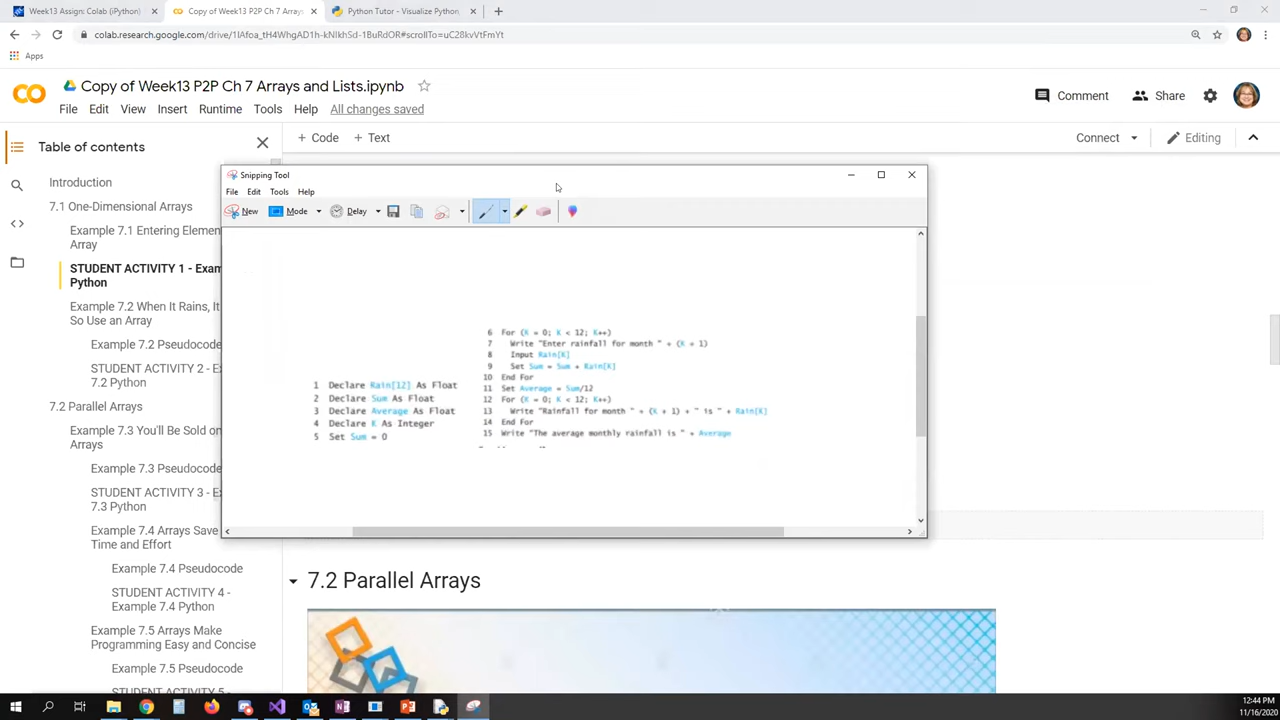 Week13 Assign: Colab (iPython)
Copy of Week13 P2P Ch 7 Arrays
Python Tutor - Visualize Python,
colab.research.google.com/drive/1IAfoa_tH4WhgAD1h-kNIkhSd-1BuRdOR#scrollTo=uC28kvVtFmYt
Apps
Copy of Week13 P2P Ch 7 Arrays and Lists.ipynb
File Edit View Insert Runtime Tools Help All changes saved
Comment Share
+ Code + Text
Connect Editing
Table of contents
Introduction
7.1 One-Dimensional Arrays
Example 7.1 Entering Elemen
Array
STUDENT ACTIVITY 1 - Exam
Python
Example 7.2 When It Rains, It
So Use an Array
Example 7.2 Pseudocode
STUDENT ACTIVITY 2 - E
7.2 Python
7.2 Parallel Arrays
Example 7.3 You'll Be Sold on
Arrays
Example 7.3 Pseudocode
STUDENT ACTIVITY 3 - E
7.3 Python
Example 7.4 Arrays Save
Time and Effort
Example 7.4 Pseudocode
STUDENT ACTIVITY 4 -
Example 7.4 Python
Example 7.5 Arrays Make
Programming Easy and Concise
Example 7.5 Pseudocode
STUDENT ACTIVITY 5 -
Snipping Tool
File Edit Tools Help
New Mode Delay
1 Declare Rain[12] As Float
2 Declare Sum As Float
3 Declare Average As Float
4 Declare K As Integer
5 Set Sum = 0
6 For (K = 0; K < 12; K++)
7 Write "Enter rainfall for month " + (K + 1)
8 Input Rain[K]
9 Set Sum = Sum + Rain[K]
10 End For
11 Set Average = Sum/12
12 For (K = 0; K < 12; K++)
13 Write "Rainfall for month " + (K + 1) + " is " + Rain[K]
14 End For
15 Write "The average monthly rainfall is " + Average
7.2 Parallel Arrays
12:44 PM
11/16/2020